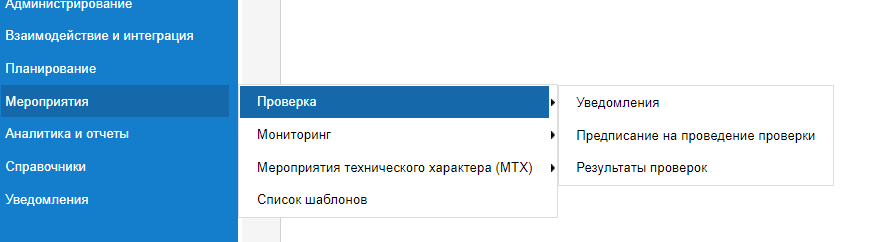 Администрирование
Взаимодействие и интеграция
Планирование
Мероприятия
Аналитика и отчеты
Справочники
Уведомления
Проверка
Мониторинг
Мероприятия технического характера (МТХ)
Список шаблонов
Уведомления
Предписание на проведение проверки
Результаты проверок